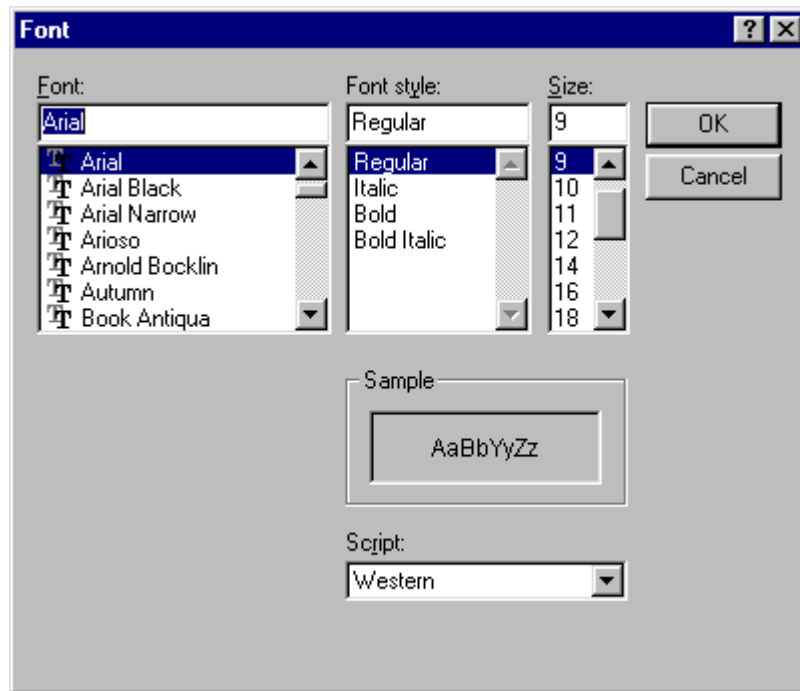 Font
Font:
Arial
Arial
Arial Black
Arial Narrow
Arioso
Arnold Bocklin
Autumn
Book Antiqua
Font style:
Regular
Regular
Italic
Bold
Bold Italic
Size:
9
9
10
11
12
14
16
18
OK
Cancel
Sample
AaBbYyZz
Script:
Western